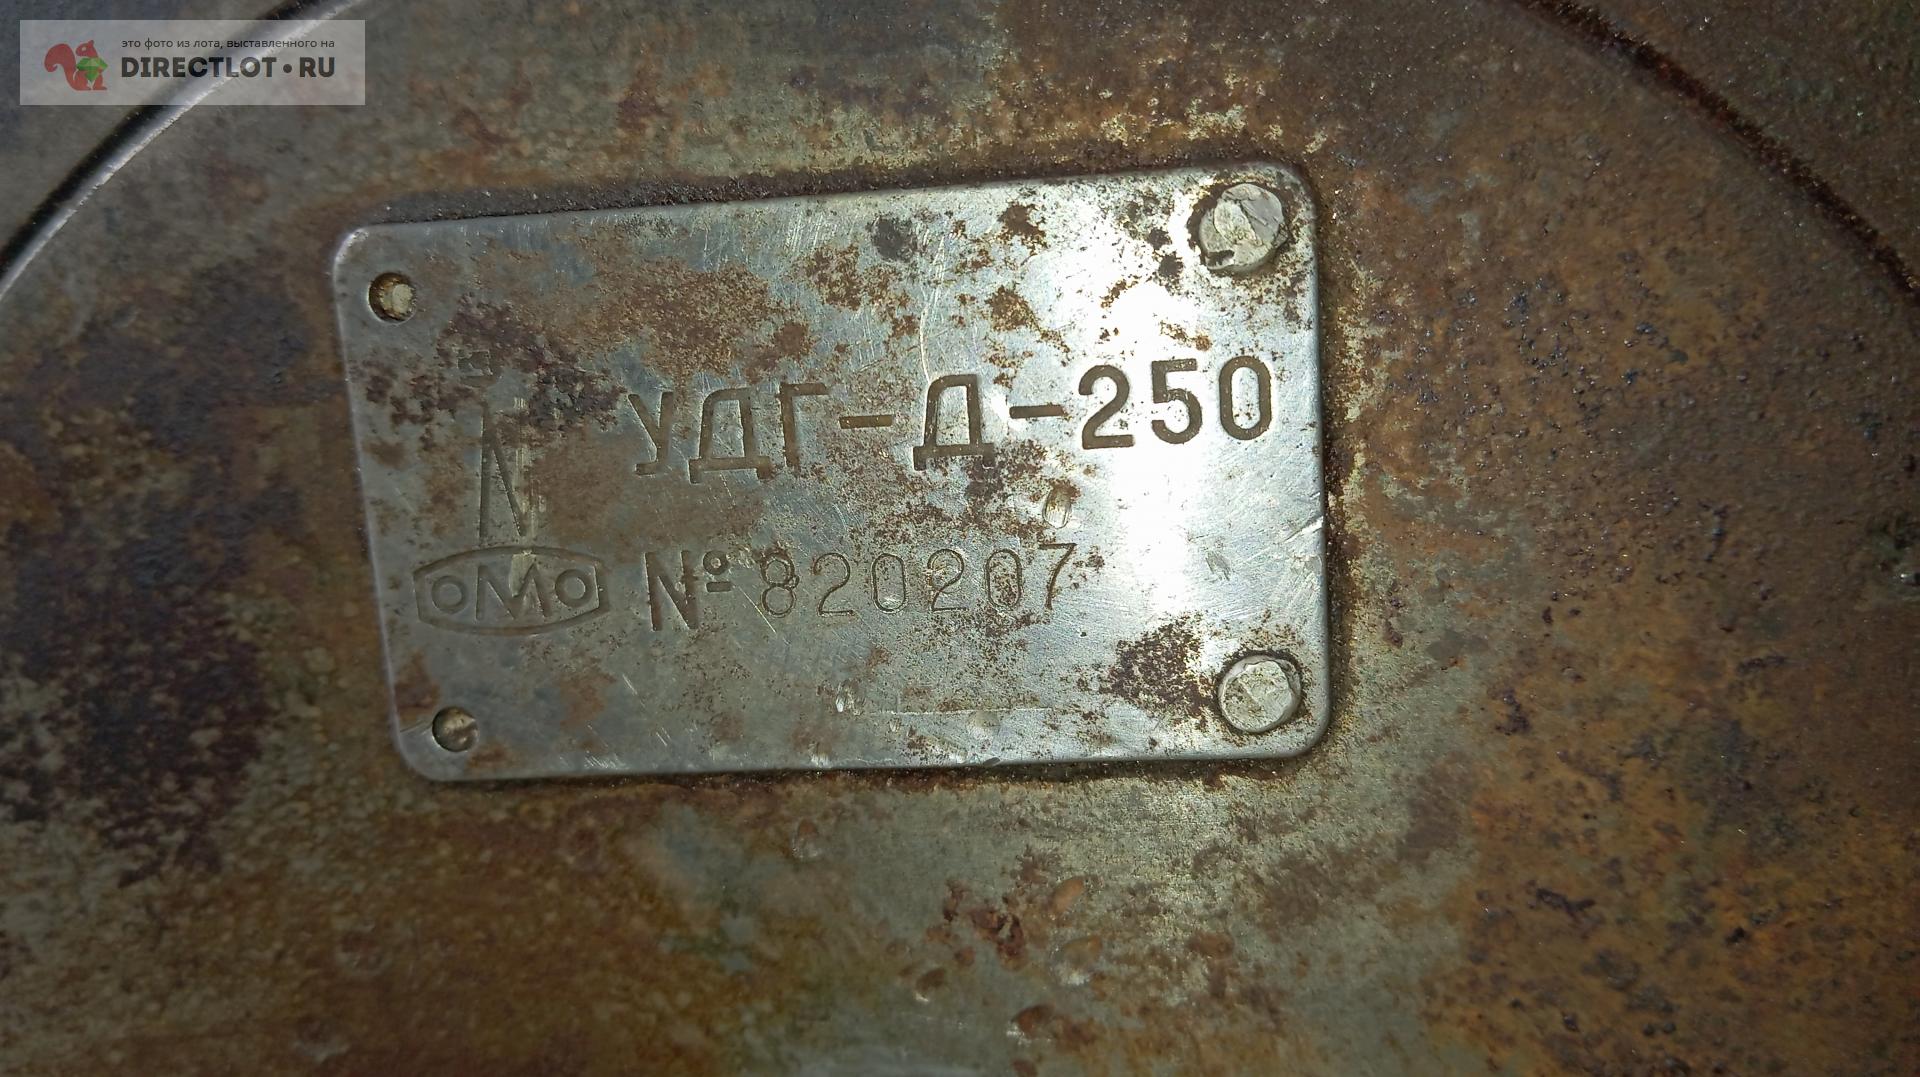 это фото из лота, выставленного на
DIRECTLOT.RU
УДГ-Д-250
ОМО № 820207